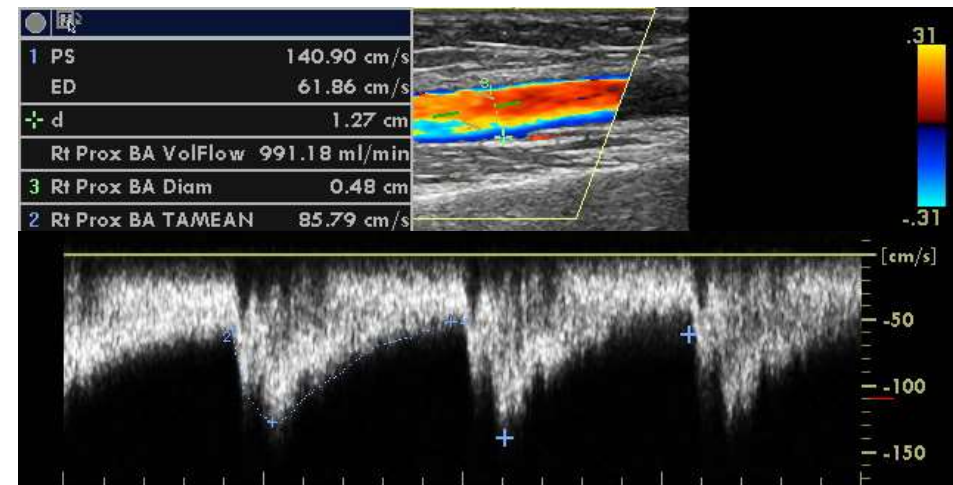 1 PS 140.90 cm/s
ED 61.86 cm/s
d 1.27 cm
Rt Prox BA VolFlow 991.18 ml/min
3 Rt Prox BA Diam 0.48 cm
2 Rt Prox BA TAMEAN 85.79 cm/s
.31
-.31
[cm/s]
2
-50
-100
-150